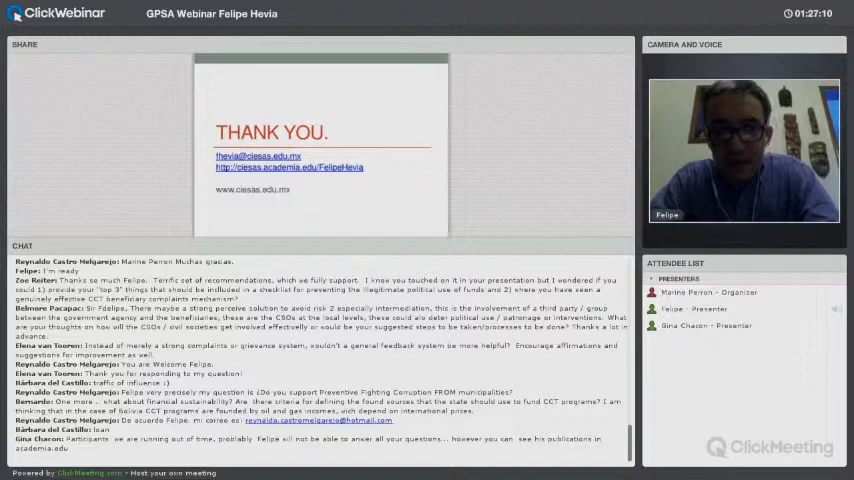 ClickWebinar
GPSA Webinar Felipe Hevia
01:27:10
SHARE
THANK YOU.
fhevia@ciesas.edu.mx
http://ciesas.academia.edu/FelipeHevia
www.ciesas.edu.mx
CAMERA AND VOICE
Felipe
CHAT
Reynaldo Castro Melgarejo: Marine Perron Muchas gracias.
Felipe: I'm ready
Zoe Reiter: Thanks so much Felipe. Terrific set of recommendations, which we fully support. I know you touched on it in your presentation but I wondered if you
could 1) provide your "top 3" things that should be indluded in a checklist for preventing the illegitimate political use of funds and 2) where you have seen a
genuinely effective CCT beneficiary complaints mechanism?
Belmore Pacapac: Sir Fdelipe, There maybe a strong perceive solution to avoid risk 2 especially intermediation, this is the involvement of a third party / group
between the government agency and the beneficiaries, these are the CSOs at the local levels, these could alo deter political use / patronage or interventions. What
are your thoughts on how will the CSOs / civil societies get involved effectivelly or would be your suggested steps to be taken/processes to be done? Thanks a lot in
advance.
Elena van Tooren: Instead of merely a strong complaints or grievance system, wouldn't a general feedback system be more helpful? Encourage affirmations and
suggestions for improvement as well.
Reynaldo Castro Melgarejo: You are Welcome Felipe.
Elena van Tooren: Thank you for responding to my question!
Bárbara del Castillo: traffic of influence :)
Reynaldo Castro Melgarejo: Felipe very precisely my question is ¿Do you support Preventive Fighting Corruption FROM municipalities?
Bernardo: One more .. what about financial sustainability? Are there criteria for defining the found sources that the state should use to fund CCT programs? I am
thinking that in the case of Bolivia CCT programs are founded by oil and gas incomes, wich depend on international prices.
Reynaldo Castro Melgarejo: De acuerdo Felipe. mi correo es: reynaldo.castromelgarejo@hotmail.com
Bárbara del Castillo: loan
Gina Chacon: Participants we are running out of time, probably Felipe will not be able to anxer all your questions... however you can see his publications in
academia.edu
ATTENDEE LIST
PRESENTERS
Marine Perron - Organizer
Felipe - Presenter
Gina Chacon - Presenter
ClickMeeting
Powered by ClickMeeting.com - Host your own meeting